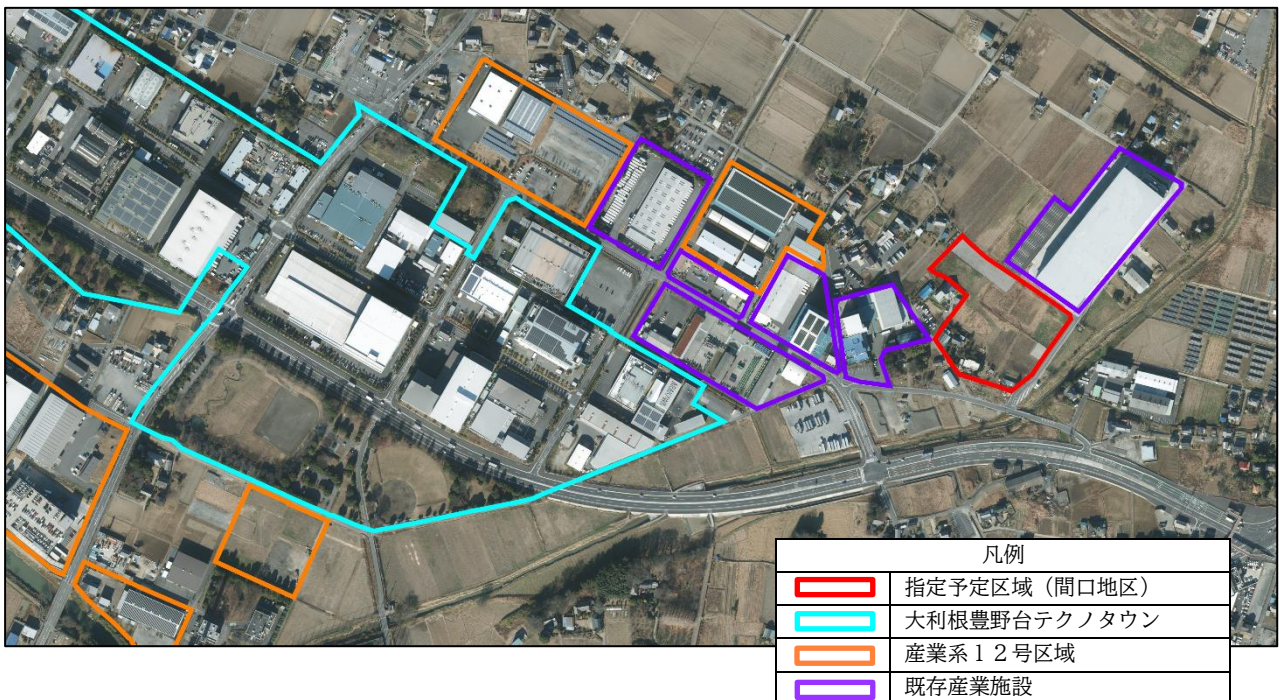 凡例
指定予定区域（間口地区）
大利根豊野台テクノタウン
産業系１２号区域
既存産業施設